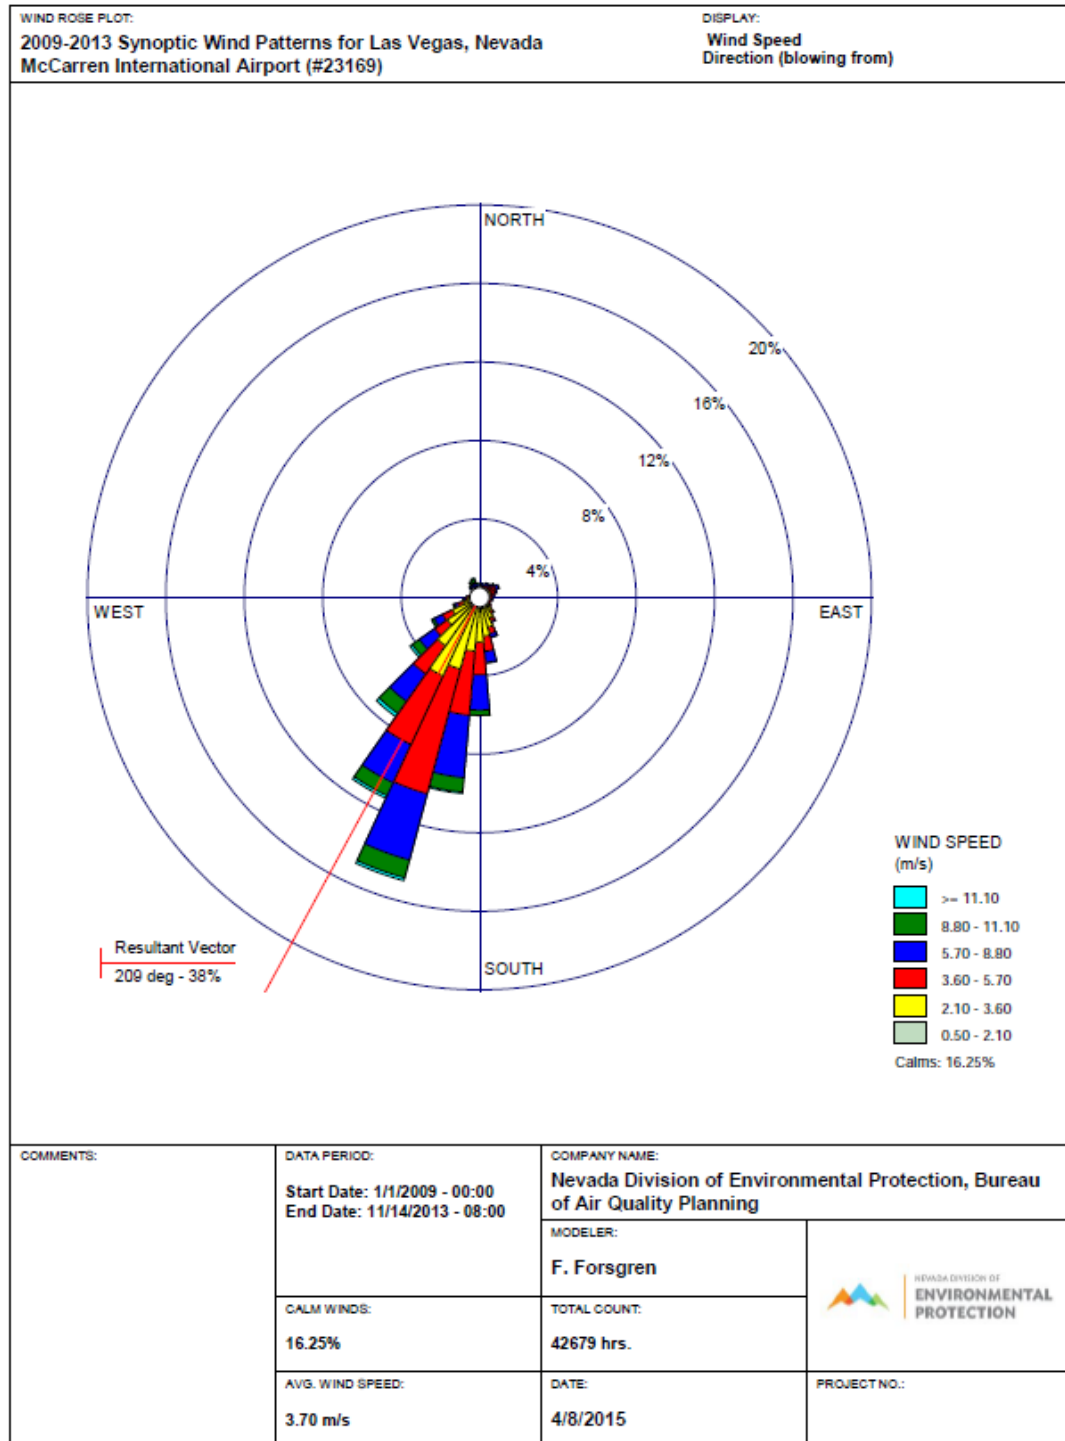 WIND ROSE PLOT:
2009-2013 Synoptic Wind Patterns for Las Vegas, Nevada
McCarren International Airport (#23169)
DISPLAY:
Wind Speed
Direction (blowing from)
NORTH
20%
16%
12%
8%
4%
WEST
EAST
WIND SPEED
(m/s)
>= 11.10
8.80 - 11.10
5.70 - 8.80
3.60 - 5.70
2.10 - 3.60
0.50 - 2.10
Calms: 16.25%
Resultant Vector
209 deg - 38%
SOUTH
COMMENTS:
DATA PERIOD:
Start Date: 1/1/2009 - 00:00
End Date: 11/14/2013 - 08:00
COMPANY NAME:
Nevada Division of Environmental Protection, Bureau
of Air Quality Planning
MODELER:
F. Forsgren
NEVADA DIVISION OF
ENVIRONMENTAL
PROTECTION
CALM WINDS:
16.25%
TOTAL COUNT:
42679 hrs.
AVG. WIND SPEED:
3.70 m/s
DATE:
4/8/2015
PROJECT NO.: